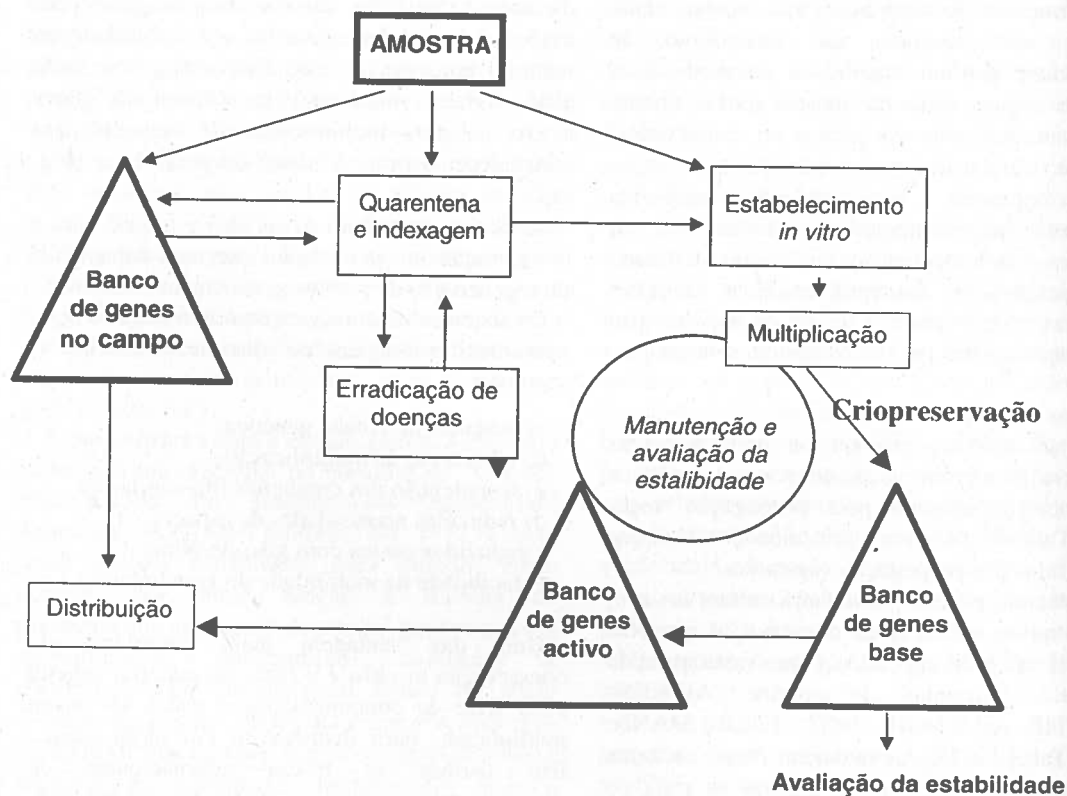 AMOSTRA
Quarentena
e indexagem
Estabelecimento
in vitro
Banco
de genes
no campo
Multiplicação
Erradicação de
doenças
Criopreservação
Manutenção e
avaliação da
estalibidade
Distribuição
Banco
de genes
activo
Banco
de genes
base
Avaliação da estabilidade